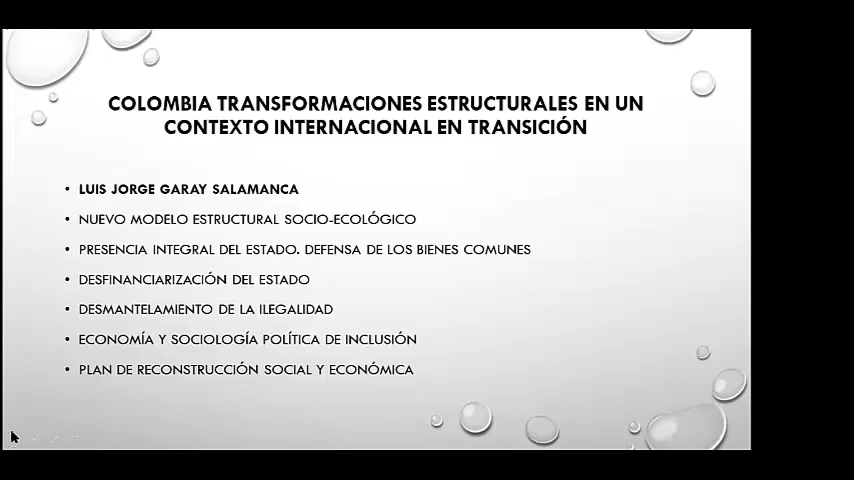 COLOMBIA TRANSFORMACIONES ESTRUCTURALES EN UN
CONTEXTO INTERNACIONAL EN TRANSICIÓN
• LUIS JORGE GARAY SALAMANCA
• NUEVO MODELO ESTRUCTURAL SOCIO-ECOLÓGICO
• PRESENCIA INTEGRAL DEL ESTADO. DEFENSA DE LOS BIENES COMUNES
• DESFINANCIARIZACIÓN DEL ESTADO
• DESMANTELAMIENTO DE LA ILEGALIDAD
• ECONOMÍA Y SOCIOLOGÍA POLÍTICA DE INCLUSIÓN
• PLAN DE RECONSTRUCCIÓN SOCIAL Y ECONÓMICA